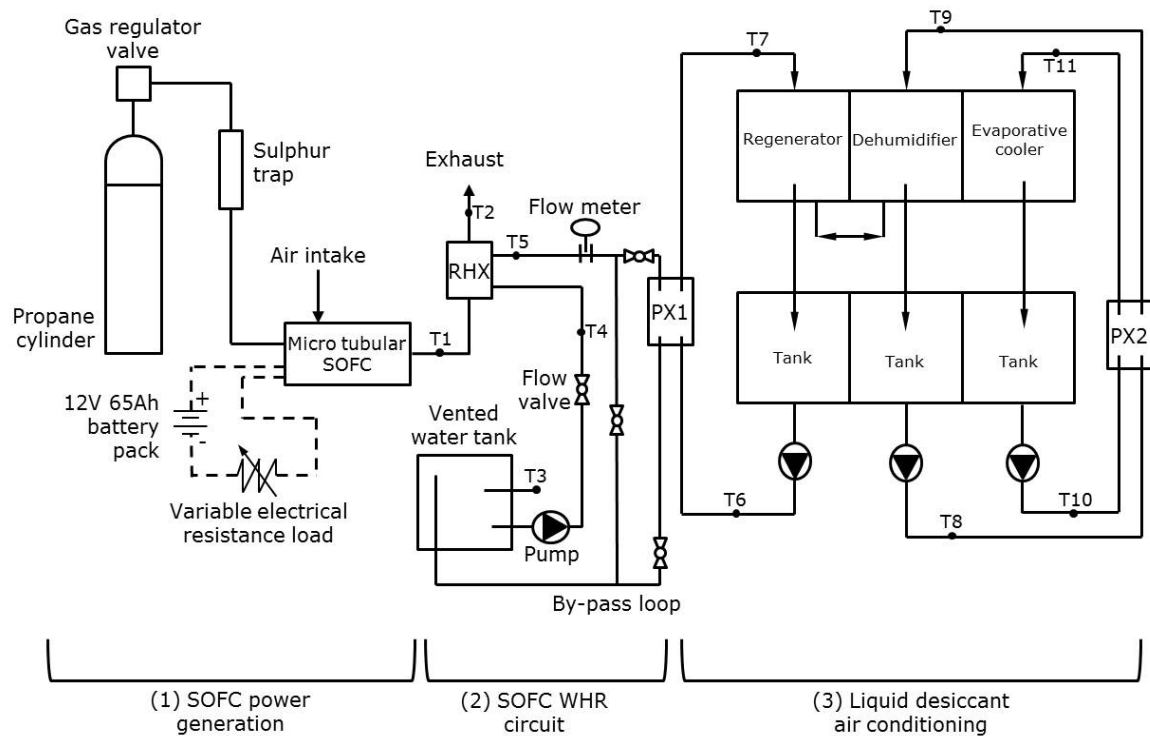 Gas regulator
valve
Sulphur
trap
Air intake
Propane
cylinder
Micro tubular
SOFC
12V 65Ah
battery
pack
+
-
Variable electrical
resistance load
Exhaust
T2
RHX
T1
Flow meter
T5
T4
Flow
valve
Vented
water tank
T3
Pump
By-pass loop
PX1
T7
T9
T11
Regenerator
Dehumidifier
Evaporative
cooler
Tank
Tank
Tank
PX2
T6
T8
T10
(1) SOFC power
generation
(2) SOFC WHR
circuit
(3) Liquid desiccant
air conditioning